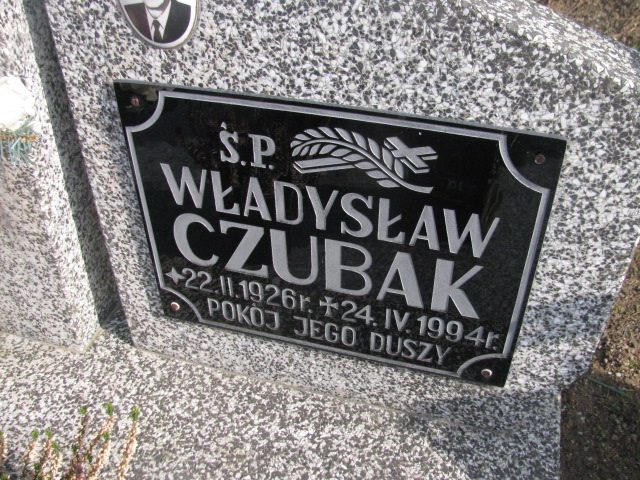 Ś.P.
WŁADYSŁAW
CZUBAK
22.II.1926r. ✝24.IV.1994r.
POKÓJ JEGO DUSZY